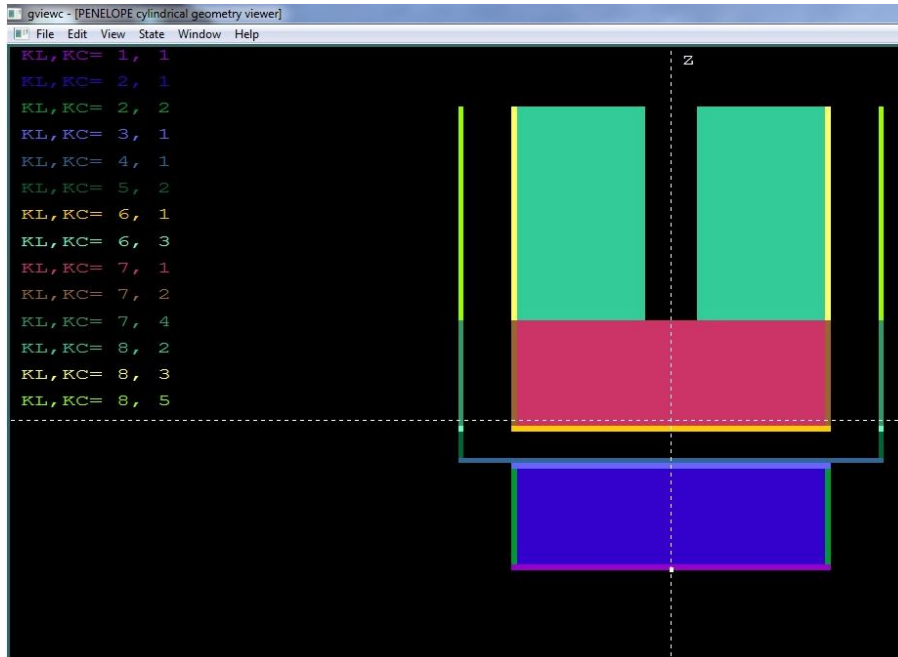 gviewc - [PENELOPE cylindrical geometry viewer]
File Edit View State Window Help
KL,KC= 1, 1
KL,KC= 2, 1
KL,KC= 2, 2
KL,KC= 3, 1
KL,KC= 4, 1
KL,KC= 5, 2
KL,KC= 6, 1
KL,KC= 6, 3
KL,KC= 7, 1
KL,KC= 7, 2
KL,KC= 7, 4
KL,KC= 8, 2
KL,KC= 8, 3
KL,KC= 8, 5
Z